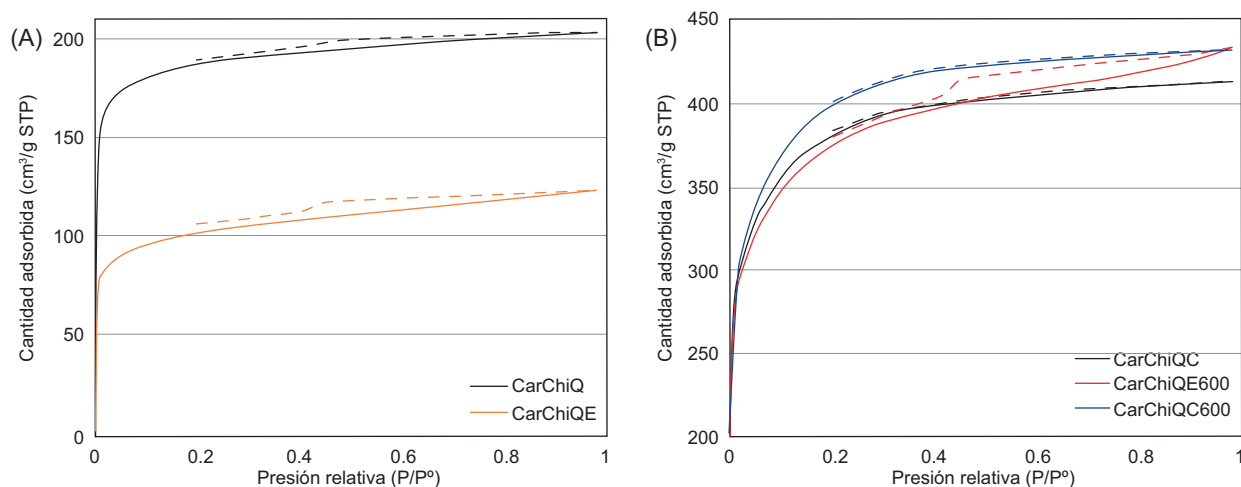 (A)
Cantidad adsorbida (cm³/g STP)
200
150
100
50
0
0
0.2
0.4
0.6
0.8
1
Presión relativa (P/Pº)
CarChiQ
CarChiQE
(B)
Cantidad adsorbida (cm³/g STP)
450
400
350
300
250
200
0
0.2
0.4
0.6
0.8
1
Presión relativa (P/Pº)
CarChiQC
CarChiQE600
CarChiQC600